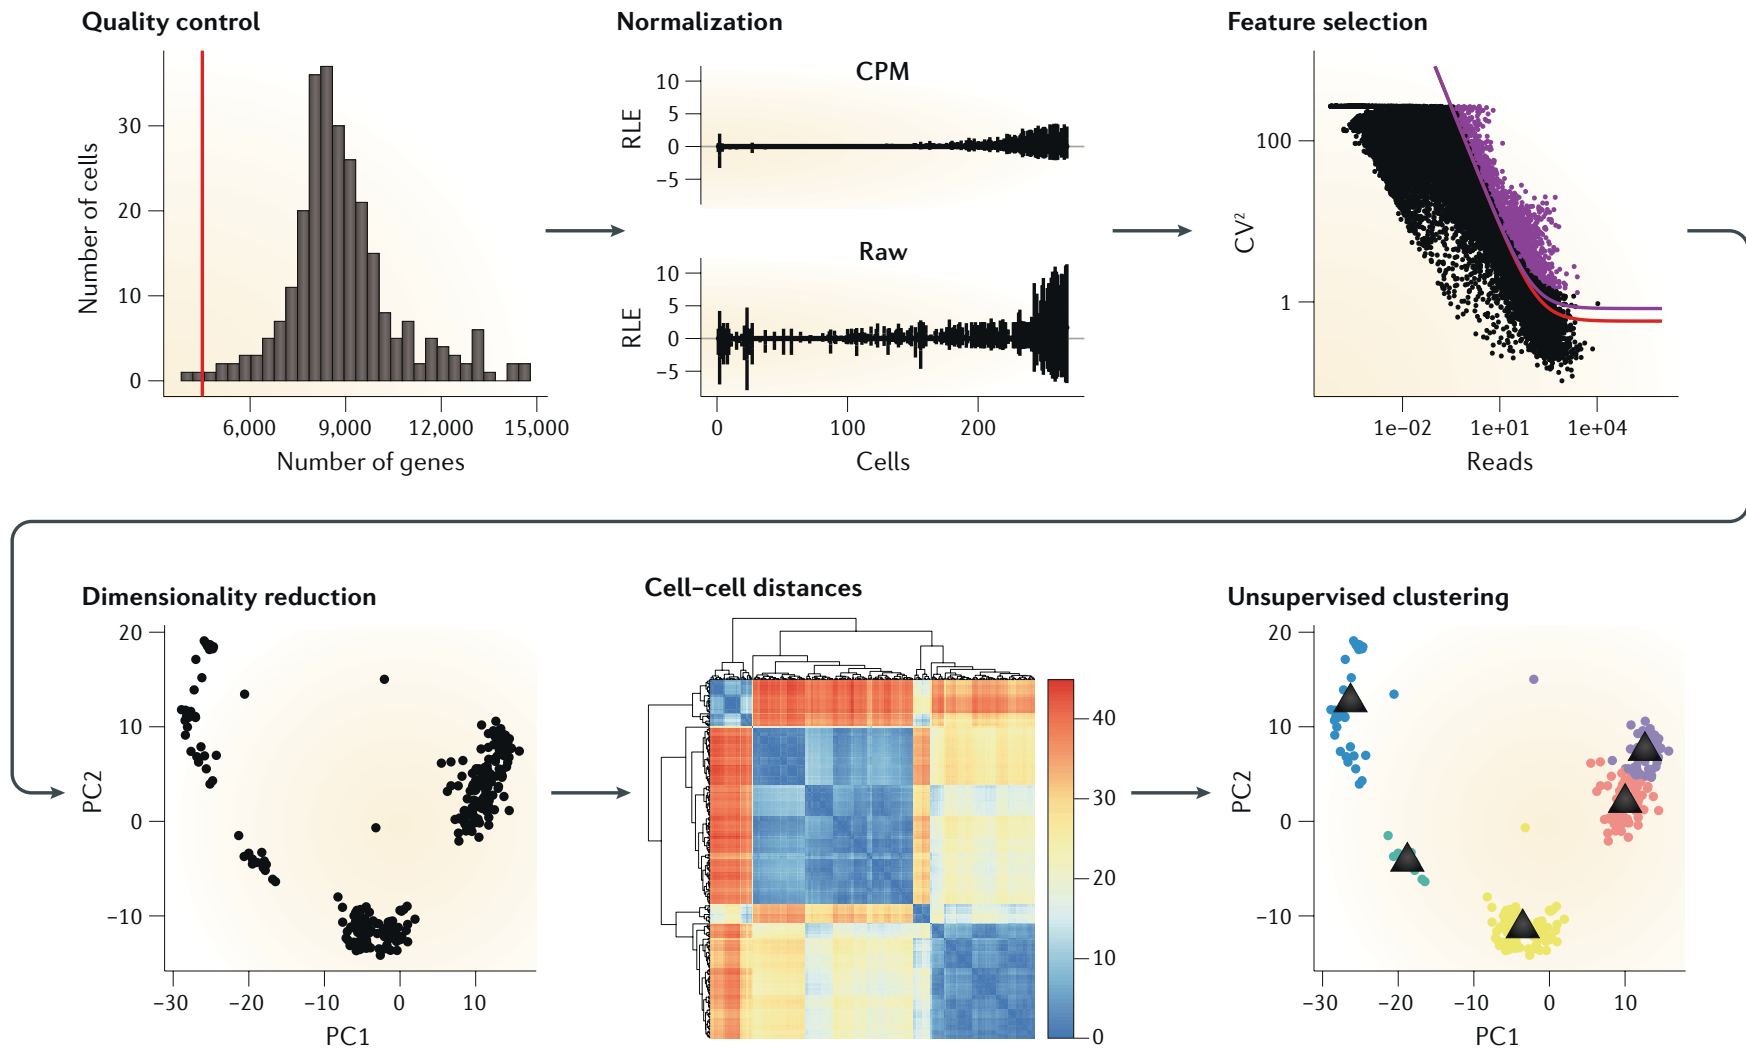 Quality control
Number of cells
30
20
10
0
6,000 9,000 12,000 15,000
Number of genes
Normalization
CPM
RLE
10
5
0
−5
Raw
RLE
10
5
0
−5
0 100 200
Cells
Feature selection
CV²
100
1
1e−02 1e+01 1e+04
Reads
Dimensionality reduction
PC2
20
10
0
−10
−30 −20 −10 0 10
PC1
Cell–cell distances
40
30
20
10
0
Unsupervised clustering
PC2
20
10
0
−10
−30 −20 −10 0 10
PC1